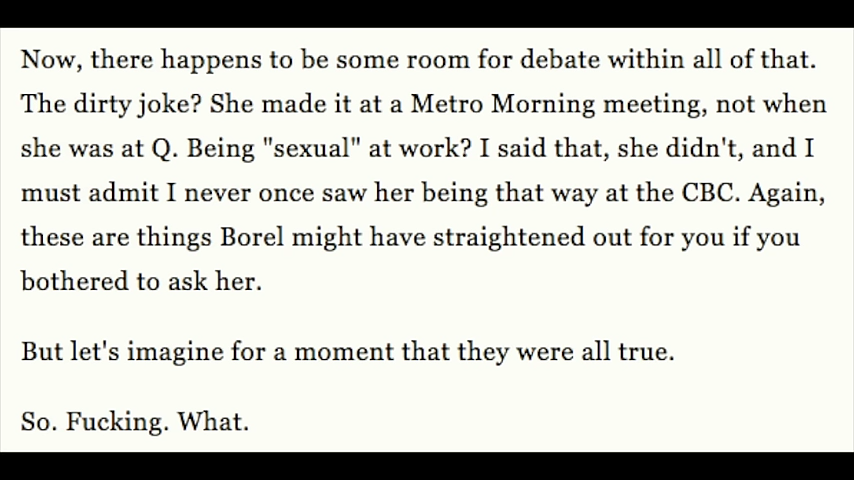 Now, there happens to be some room for debate within all of that.
The dirty joke? She made it at a Metro Morning meeting, not when
she was at Q. Being "sexual" at work? I said that, she didn't, and I
must admit I never once saw her being that way at the CBC. Again,
these are things Borel might have straightened out for you if you
bothered to ask her.
But let's imagine for a moment that they were all true.
So. Fucking. What.